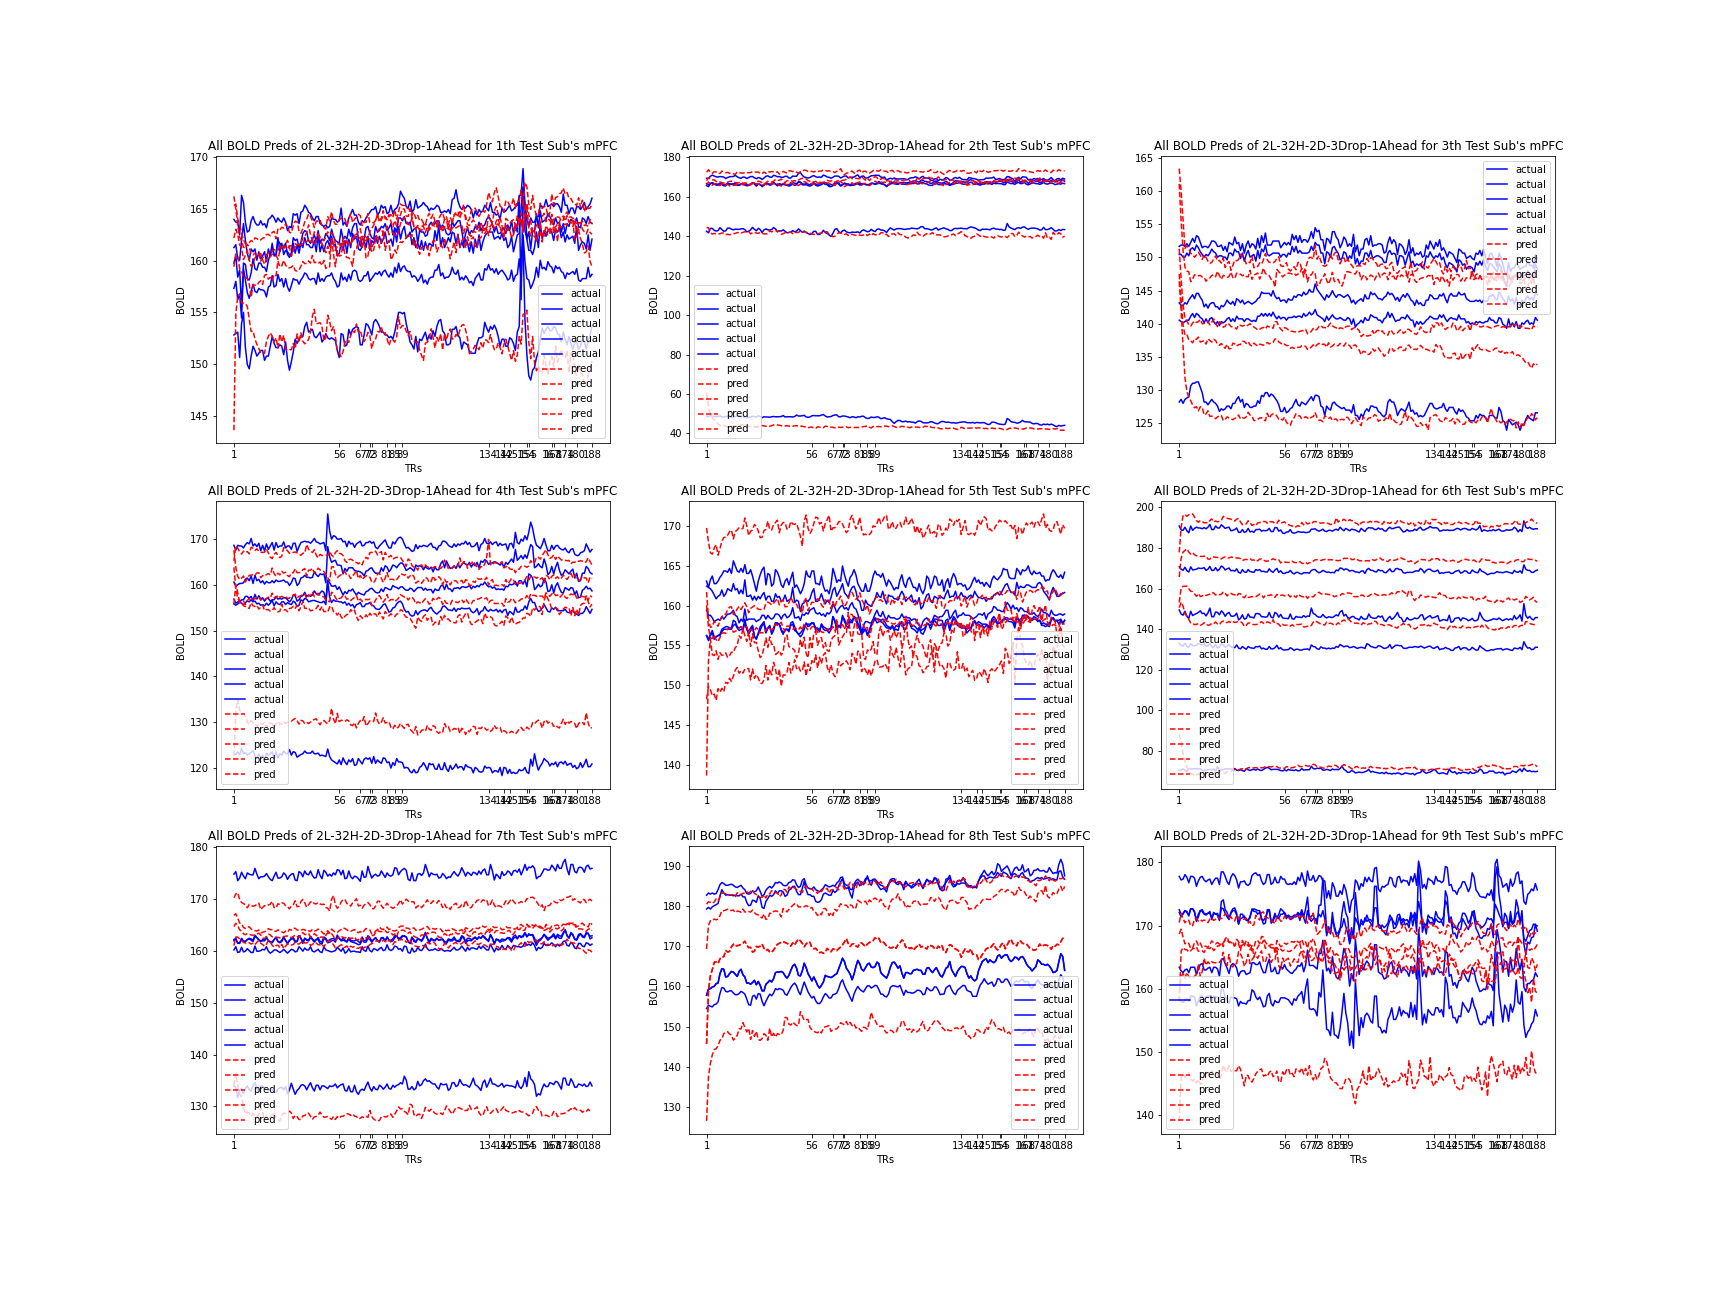 All BOLD Preds of 2L-32H-2D-3Drop-1Ahead for 1th Test Sub's mPFC
170
165
160
155
150
145
BOLD
actual
actual
actual
actual
actual
pred
pred
pred
pred
pred
1 56
188
TRs
All BOLD Preds of 2L-32H-2D-3Drop-1Ahead for 2th Test Sub's mPFC
180
160
140
120
100
80
60
40
BOLD
actual
actual
actual
actual
actual
pred
pred
pred
pred
pred
1 56
188
TRs
All BOLD Preds of 2L-32H-2D-3Drop-1Ahead for 3th Test Sub's mPFC
165
160
155
150
145
140
135
130
125
BOLD
actual
actual
actual
actual
actual
pred
pred
pred
pred
pred
1 56
188
TRs
All BOLD Preds of 2L-32H-2D-3Drop-1Ahead for 4th Test Sub's mPFC
170
160
150
140
130
120
BOLD
actual
actual
actual
actual
actual
pred
pred
pred
pred
pred
1 56
188
TRs
All BOLD Preds of 2L-32H-2D-3Drop-1Ahead for 5th Test Sub's mPFC
170
165
160
155
150
145
140
BOLD
actual
actual
actual
actual
actual
pred
pred
pred
pred
pred
1 56
188
TRs
All BOLD Preds of 2L-32H-2D-3Drop-1Ahead for 6th Test Sub's mPFC
200
180
160
140
120
100
80
BOLD
actual
actual
actual
actual
actual
pred
pred
pred
pred
pred
1 56
188
TRs
All BOLD Preds of 2L-32H-2D-3Drop-1Ahead for 7th Test Sub's mPFC
180
170
160
150
140
130
BOLD
actual
actual
actual
actual
actual
pred
pred
pred
pred
pred
1 56
188
TRs
All BOLD Preds of 2L-32H-2D-3Drop-1Ahead for 8th Test Sub's mPFC
190
180
170
160
150
140
130
BOLD
actual
actual
actual
actual
actual
pred
pred
pred
pred
pred
1 56
188
TRs
All BOLD Preds of 2L-32H-2D-3Drop-1Ahead for 9th Test Sub's mPFC
180
170
160
150
140
BOLD
actual
actual
actual
actual
actual
pred
pred
pred
pred
pred
1 56
188
TRs